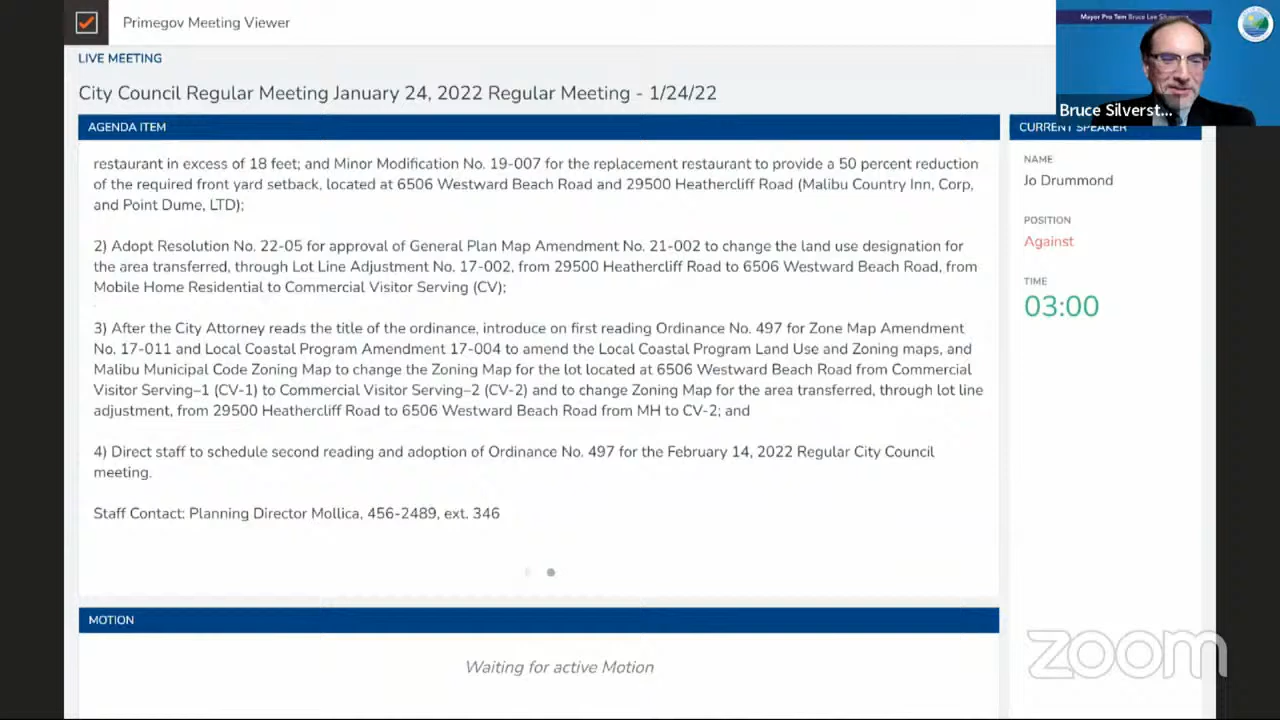 Primegov Meeting Viewer
Mayor Pro Tem Bruce Lee
LIVE MEETING
City Council Regular Meeting January 24, 2022 Regular Meeting - 1/24/22
Bruce Silverst...
AGENDA ITEM
CURRENT SPEAKER
restaurant in excess of 18 feet; and Minor Modification No. 19-007 for the replacement restaurant to provide a 50 percent reduction
of the required front yard setback, located at 6506 Westward Beach Road and 29500 Heathercliff Road (Malibu Country Inn, Corp,
and Point Dume, LTD);
2) Adopt Resolution No. 22-05 for approval of General Plan Map Amendment No. 21-002 to change the land use designation for
the area transferred, through Lot Line Adjustment No. 17-002, from 29500 Heathercliff Road to 6506 Westward Beach Road, from
Mobile Home Residential to Commercial Visitor Serving (CV);
3) After the City Attorney reads the title of the ordinance, introduce on first reading Ordinance No. 497 for Zone Map Amendment
No. 17-011 and Local Coastal Program Amendment 17-004 to amend the Local Coastal Program Land Use and Zoning maps, and
Malibu Municipal Code Zoning Map to change the Zoning Map for the lot located at 6506 Westward Beach Road from Commercial
Visitor Serving–1 (CV-1) to Commercial Visitor Serving–2 (CV-2) and to change Zoning Map for the area transferred, through lot line
adjustment, from 29500 Heathercliff Road to 6506 Westward Beach Road from MH to CV-2; and
4) Direct staff to schedule second reading and adoption of Ordinance No. 497 for the February 14, 2022 Regular City Council
meeting.
Staff Contact: Planning Director Mollica, 456-2489, ext. 346
NAME
Jo Drummond
POSITION
Against
TIME
03:00
MOTION
Waiting for active Motion
zoom